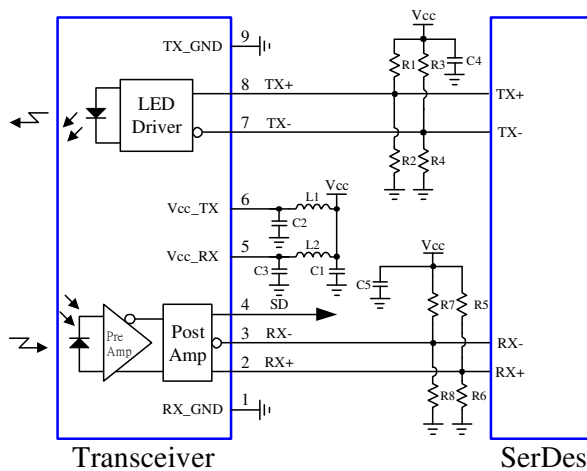 Vcc
9
TX_GND
R1
R3
C4
8
TX+
TX+
LED
Driver
7
TX-
TX-
R2
R4
6
Vcc_TX
L1
Vcc
C2
5
Vcc_RX
L2
C3
C1
Vcc
C5
4
SD
R7
R5
Pre
Amp
Post
Amp
3
RX-
RX-
2
RX+
RX+
R8
R6
1
RX_GND
Transceiver
SerDes